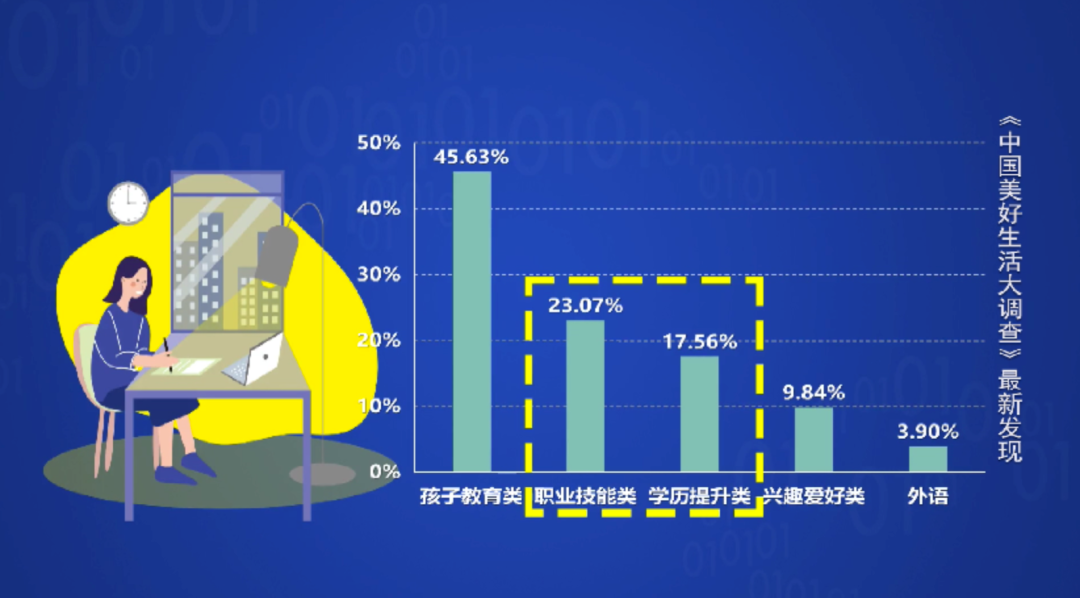 50%
45.63%
40%
30%
23.07%
20%
17.56%
10%
9.84%
3.90%
0%
孩子教育类
职业技能类
学历提升类
兴趣爱好类
外语
《中国美好生活大调查》最新发现